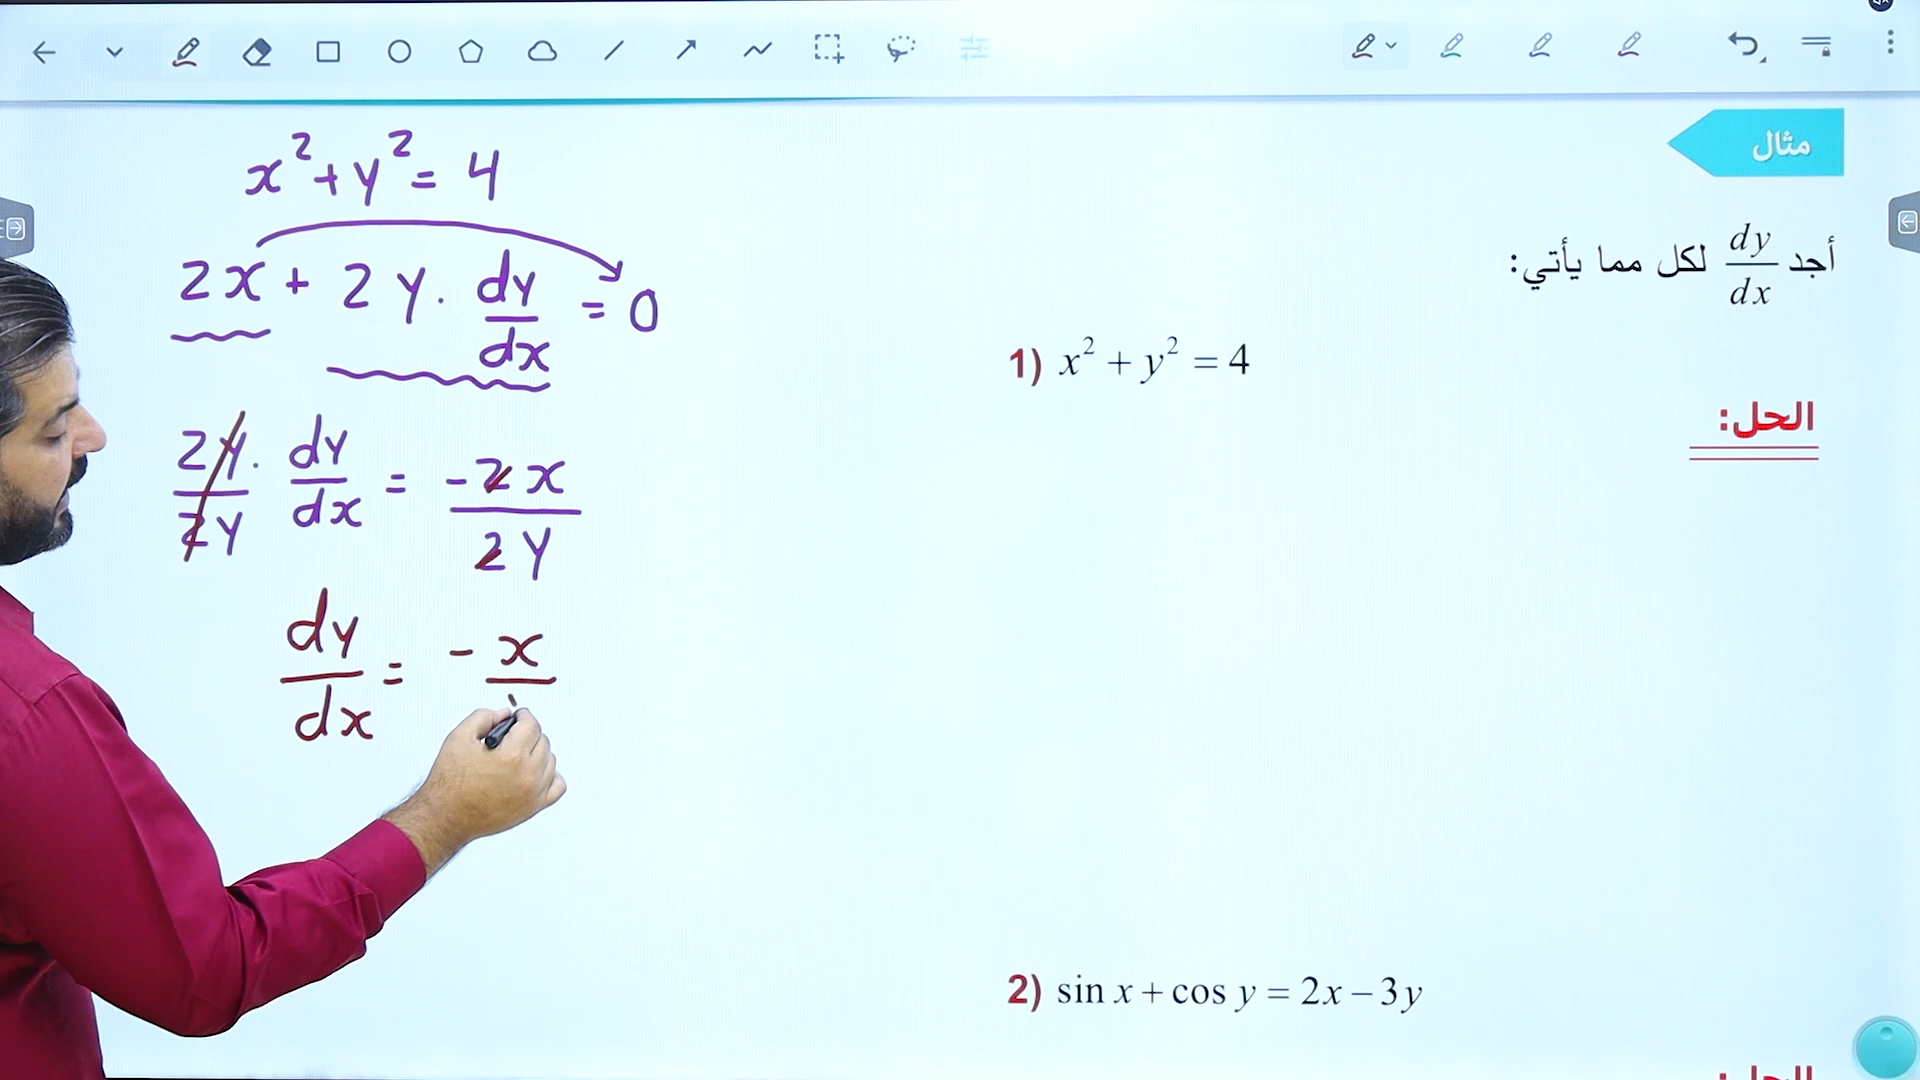 مثال
أجد dy/dx لكل مما يأتي:
1) x² + y² = 4
الحل:
x² + y² = 4
2x + 2y . dy/dx = 0
2y/2y . dy/dx = -2x/2y
dy/dx = - x/
2) sin x + cos y = 2x − 3y
الحل: